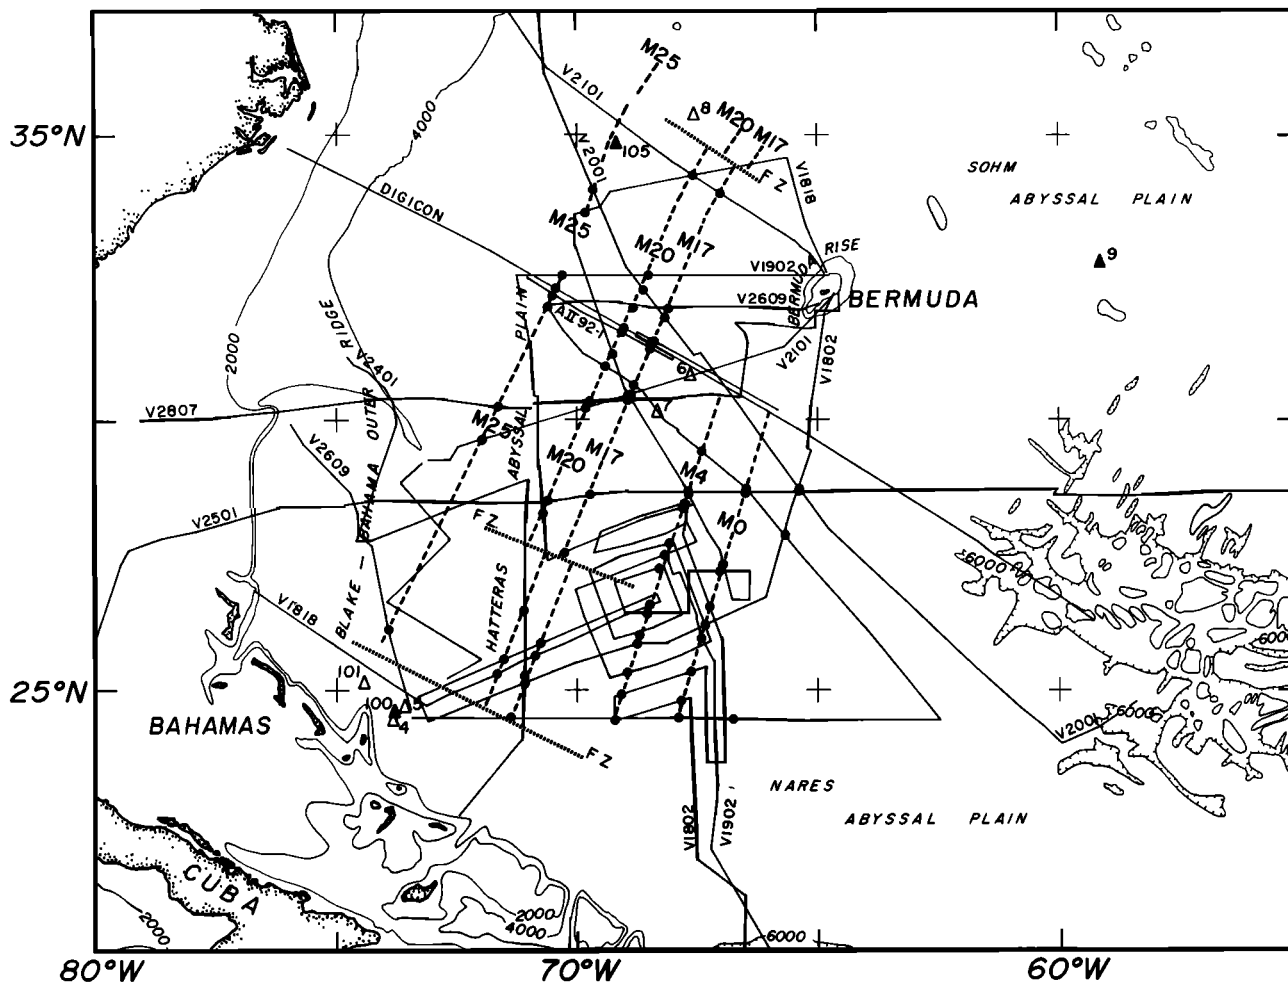 M25
V2101
8
M20
M17
35°N
4000
V2001
105
FZ
V1818
SOHM
ABYSSAL PLAIN
DIGICON
M25
M20
M17
9
V1902
BERMUDA RISE
BERMUDA
V2609
PLAIN
AII92-1
RIDGE
2000
V2101
V1802
6
V2401
7
V2807
OUTER
M25
ABYSSAL
V2609
M20
M17
M4
V2501
BAHAMA
FZ
M0
6000
BLAKE —
HATTERAS
V1818
6000
101
25°N
100
5
4
BAHAMAS
V2001
6000
FZ
NARES
ABYSSAL PLAIN
V1802
V1902
CUBA
2000
2000
4000
6000
80°W
70°W
60°W